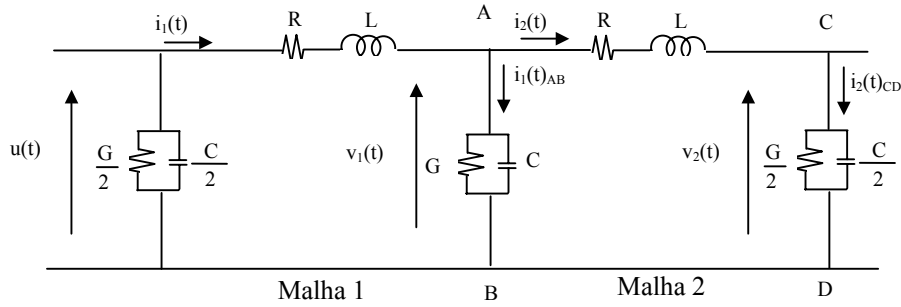 i₁(t) R L A i₂(t) R L C
i₁(t)AB i₂(t)CD
u(t) G/2 C/2 v₁(t) G C v₂(t) G/2 C/2
Malha 1 B Malha 2 D